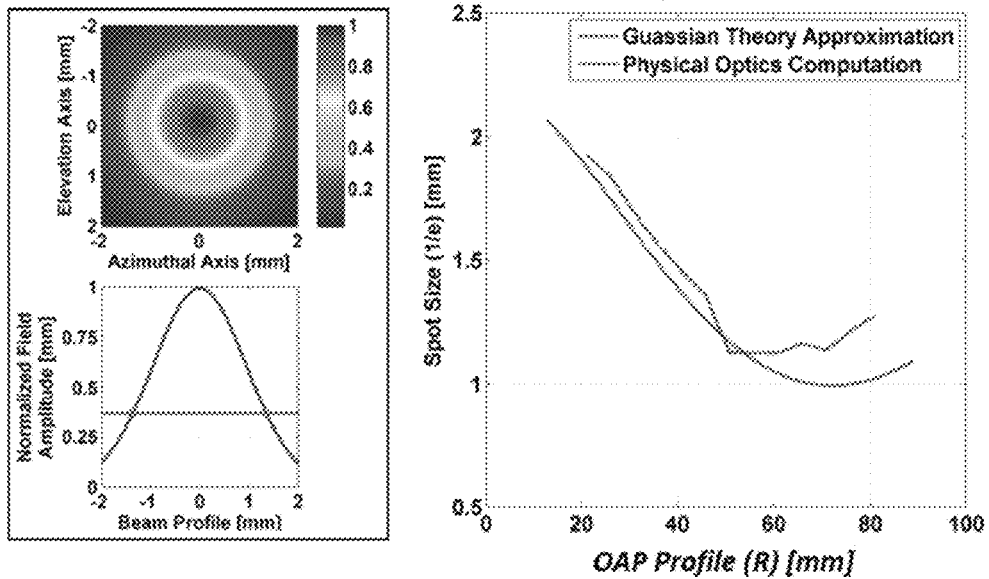 -2
-1
0
1
2
Elevation Axis [mm]
-2 0 2
Azimuthal Axis [mm]
1
0.8
0.6
0.4
0.2
1
0.75
0.5
0.25
0
Normalized Field
Amplitude [mm]
-2 -1 0 1 2
Beam Profile [mm]
2.5
2
1.5
1
0.5
Spot Size (1/e) [mm]
Guassian Theory Approximation
Physical Optics Computation
0 20 40 60 80 100
OAP Profile (R) [mm]